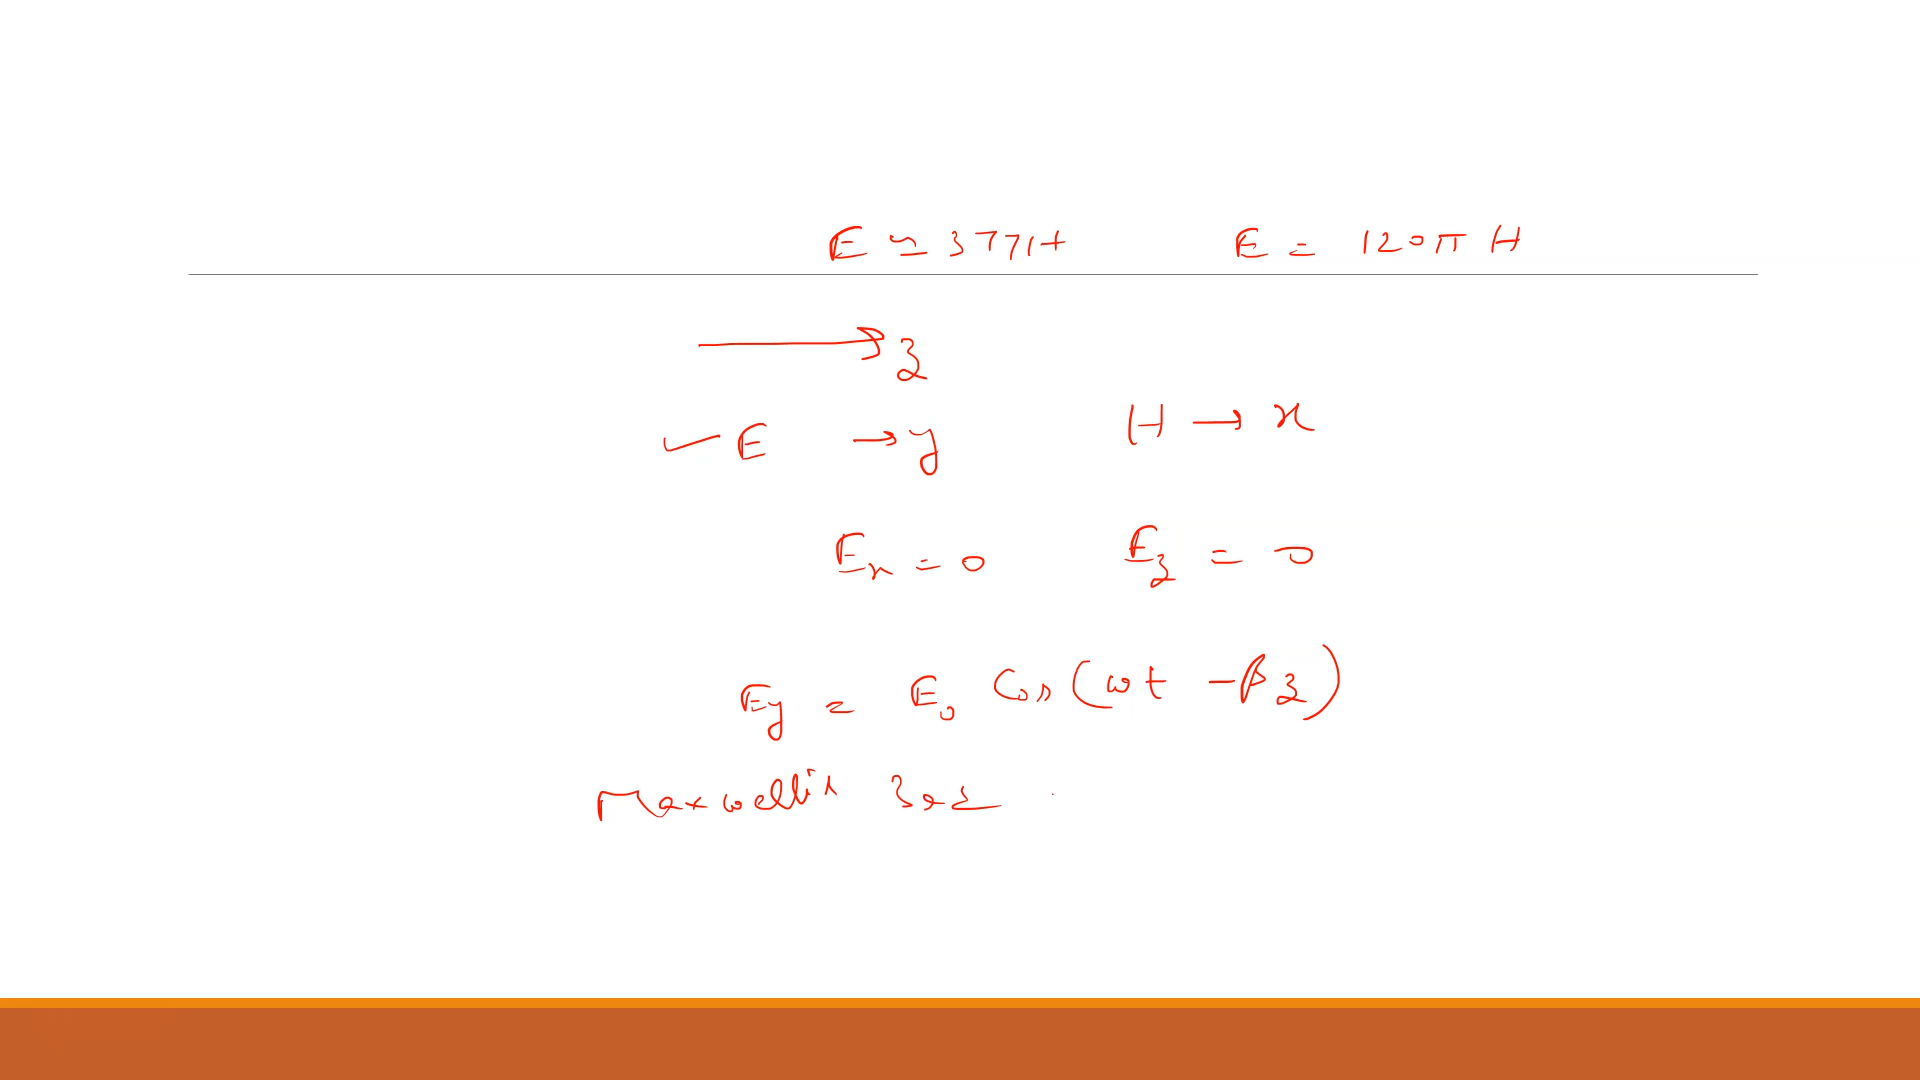 E ≃ 377H E = 120π H
→ z
✓ E → y H → x
Ex = 0 Ez = 0
Ey = E₀ Cos(ωt - βz)
Maxwell's 3rd